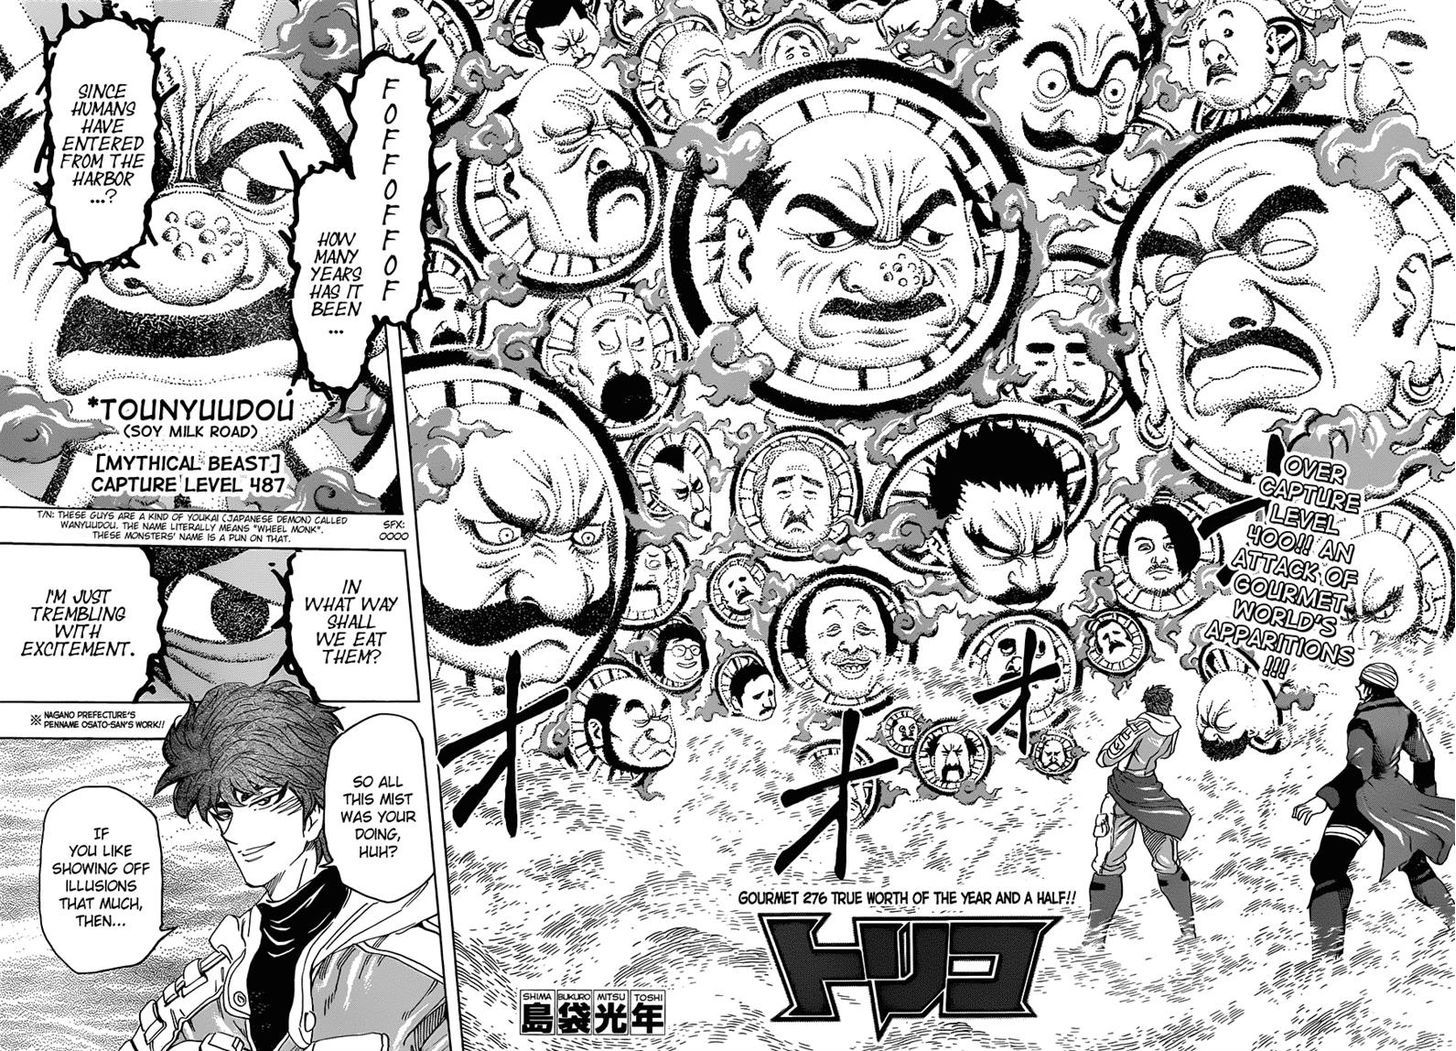 SINCE
HUMANS
HAVE
ENTERED
FROM THE
HARBOR
...?
FOFFOFFOF
HOW
MANY
YEARS
HAS IT
BEEN
...
*TOUNYUUDOU
(SOY MILK ROAD)
[MYTHICAL BEAST]
CAPTURE LEVEL 487
T/N: THESE GUYS ARE A KIND OF YOUKAI (JAPANESE DEMON) CALLED
WANYUUDOU. THE NAME LITERALLY MEANS "WHEEL MONK".
THESE MONSTERS' NAME IS A PUN ON THAT.
SFX:
OOOO
I'M JUST
TREMBLING
WITH
EXCITEMENT.
IN
WHAT WAY
SHALL
WE EAT
THEM?
※ NAGANO PREFECTURE'S
PENNAME OSATO-SAN'S WORK!!
SO ALL
THIS MIST
WAS YOUR
DOING,
HUH?
IF
YOU LIKE
SHOWING OFF
ILLUSIONS
THAT MUCH,
THEN...
オ
オ
オ
OVER
CAPTURE
LEVEL
400!! AN
ATTACK OF
GOURMET
WORLD'S
APPARITIONS
!!!
GOURMET 276 TRUE WORTH OF THE YEAR AND A HALF!!
トリコ
SHIMA BUKURO MITSU TOSHI
島袋光年